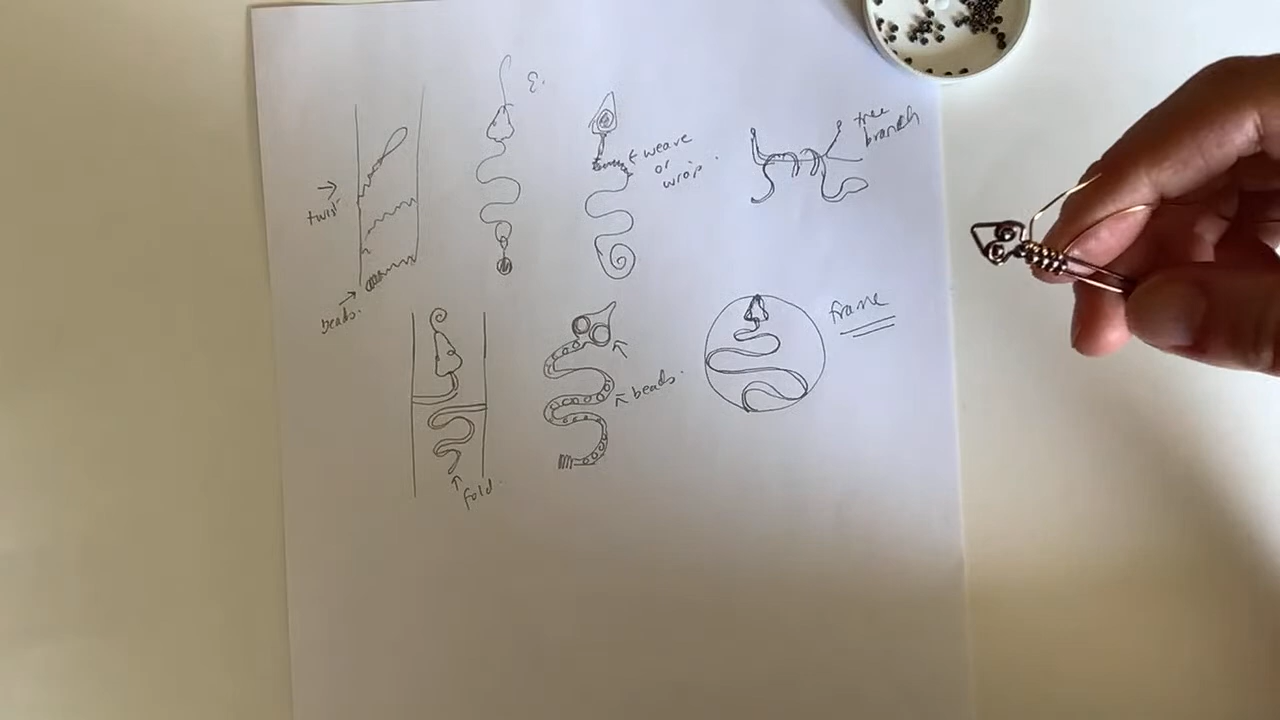 twist
beads.
E.
weave
or
wrap.
tree
branch
fold.
beads.
frame